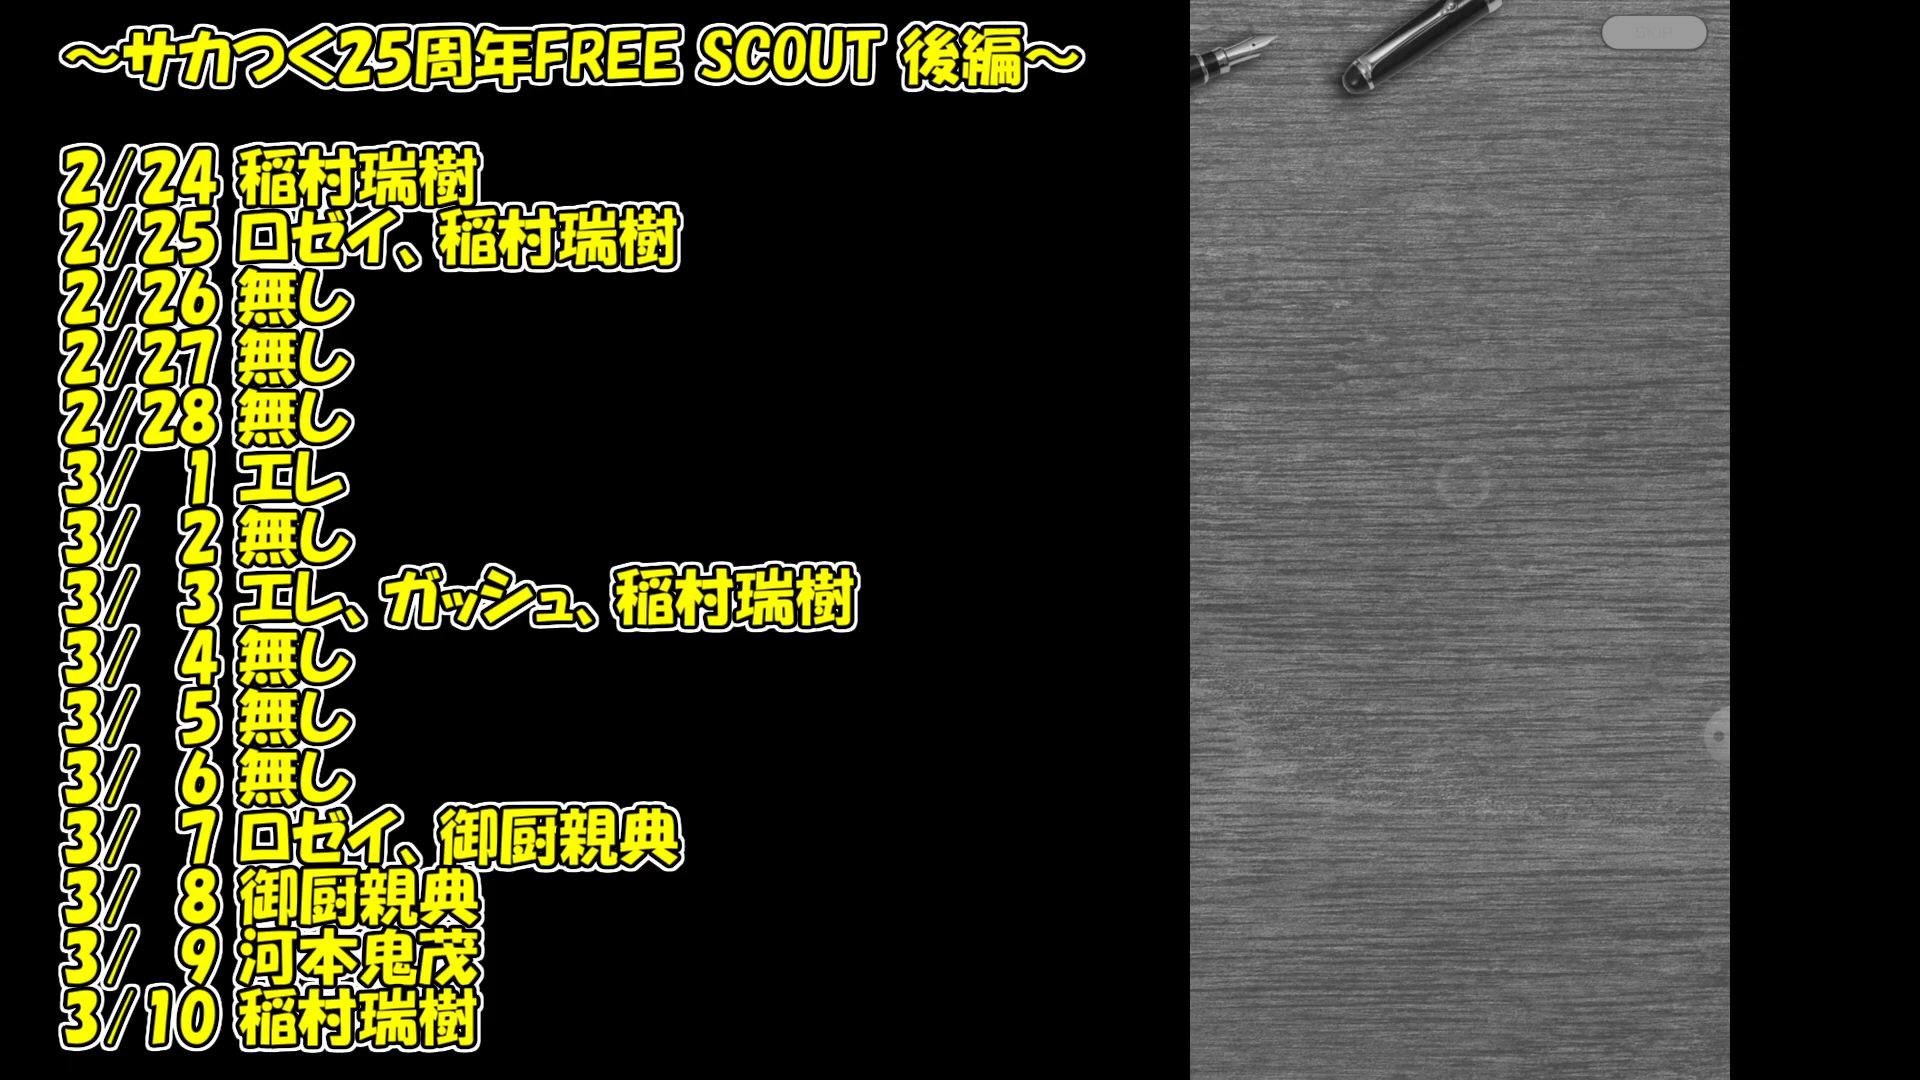 ～サカつく25周年FREE SCOUT 後編～
2/24 稲村瑞樹
2/25 ロゼイ、稲村瑞樹
2/26 無し
2/27 無し
2/28 無し
3/ 1 エレ
3/ 2 無し
3/ 3 エレ、ガッシュ、稲村瑞樹
3/ 4 無し
3/ 5 無し
3/ 6 無し
3/ 7 ロゼイ、御厨親典
3/ 8 御厨親典
3/ 9 河本鬼茂
3/10 稲村瑞樹
SKIP